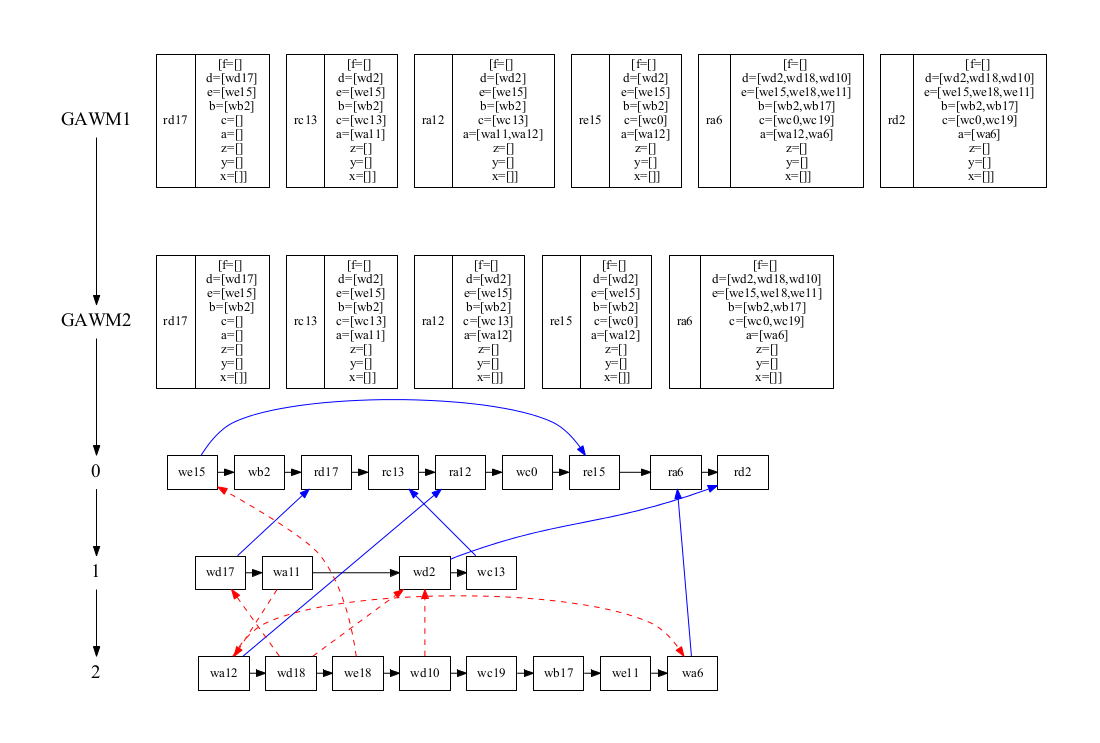 GAWM1
rd17
[f=[]
d=[wd17]
e=[we15]
b=[wb2]
c=[]
a=[]
z=[]
y=[]
x=[]]
rc13
[f=[]
d=[wd2]
e=[we15]
b=[wb2]
c=[wc13]
a=[wa11]
z=[]
y=[]
x=[]]
ra12
[f=[]
d=[wd2]
e=[we15]
b=[wb2]
c=[wc13]
a=[wa11,wa12]
z=[]
y=[]
x=[]]
re15
[f=[]
d=[wd2]
e=[we15]
b=[wb2]
c=[wc0]
a=[wa12]
z=[]
y=[]
x=[]]
ra6
[f=[]
d=[wd2,wd18,wd10]
e=[we15,we18,we11]
b=[wb2,wb17]
c=[wc0,wc19]
a=[wa12,wa6]
z=[]
y=[]
x=[]]
rd2
[f=[]
d=[wd2,wd18,wd10]
e=[we15,we18,we11]
b=[wb2,wb17]
c=[wc0,wc19]
a=[wa6]
z=[]
y=[]
x=[]]
GAWM2
rd17
[f=[]
d=[wd17]
e=[we15]
b=[wb2]
c=[]
a=[]
z=[]
y=[]
x=[]]
rc13
[f=[]
d=[wd2]
e=[we15]
b=[wb2]
c=[wc13]
a=[wa11]
z=[]
y=[]
x=[]]
ra12
[f=[]
d=[wd2]
e=[we15]
b=[wb2]
c=[wc13]
a=[wa12]
z=[]
y=[]
x=[]]
re15
[f=[]
d=[wd2]
e=[we15]
b=[wb2]
c=[wc0]
a=[wa12]
z=[]
y=[]
x=[]]
ra6
[f=[]
d=[wd2,wd18,wd10]
e=[we15,we18,we11]
b=[wb2,wb17]
c=[wc0,wc19]
a=[wa6]
z=[]
y=[]
x=[]]
0 we15 wb2 rd17 rc13 ra12 wc0 re15 ra6 rd2
1 wd17 wa11 wd2 wc13
2 wa12 wd18 we18 wd10 wc19 wb17 we11 wa6